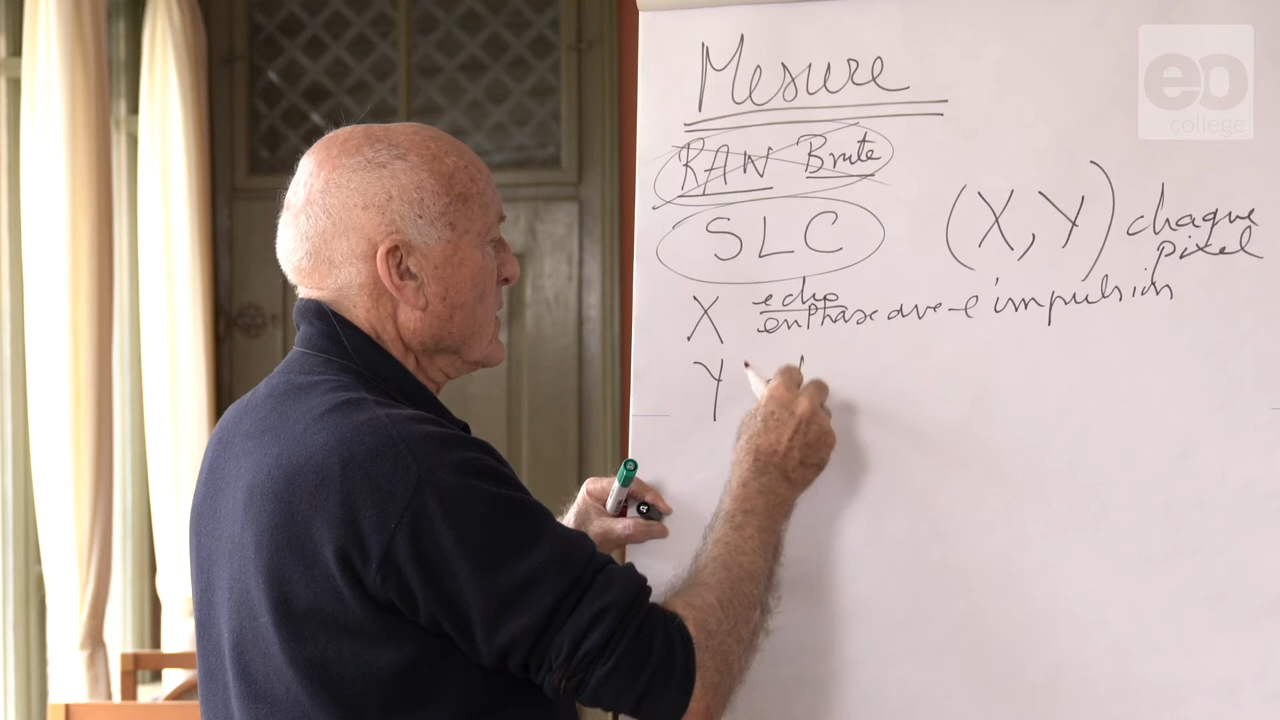 Mesure
RAW Brute
SLC (X, Y) chaque
pixel
X echo
en phase avec l'impulsion
Y
eo
college
A